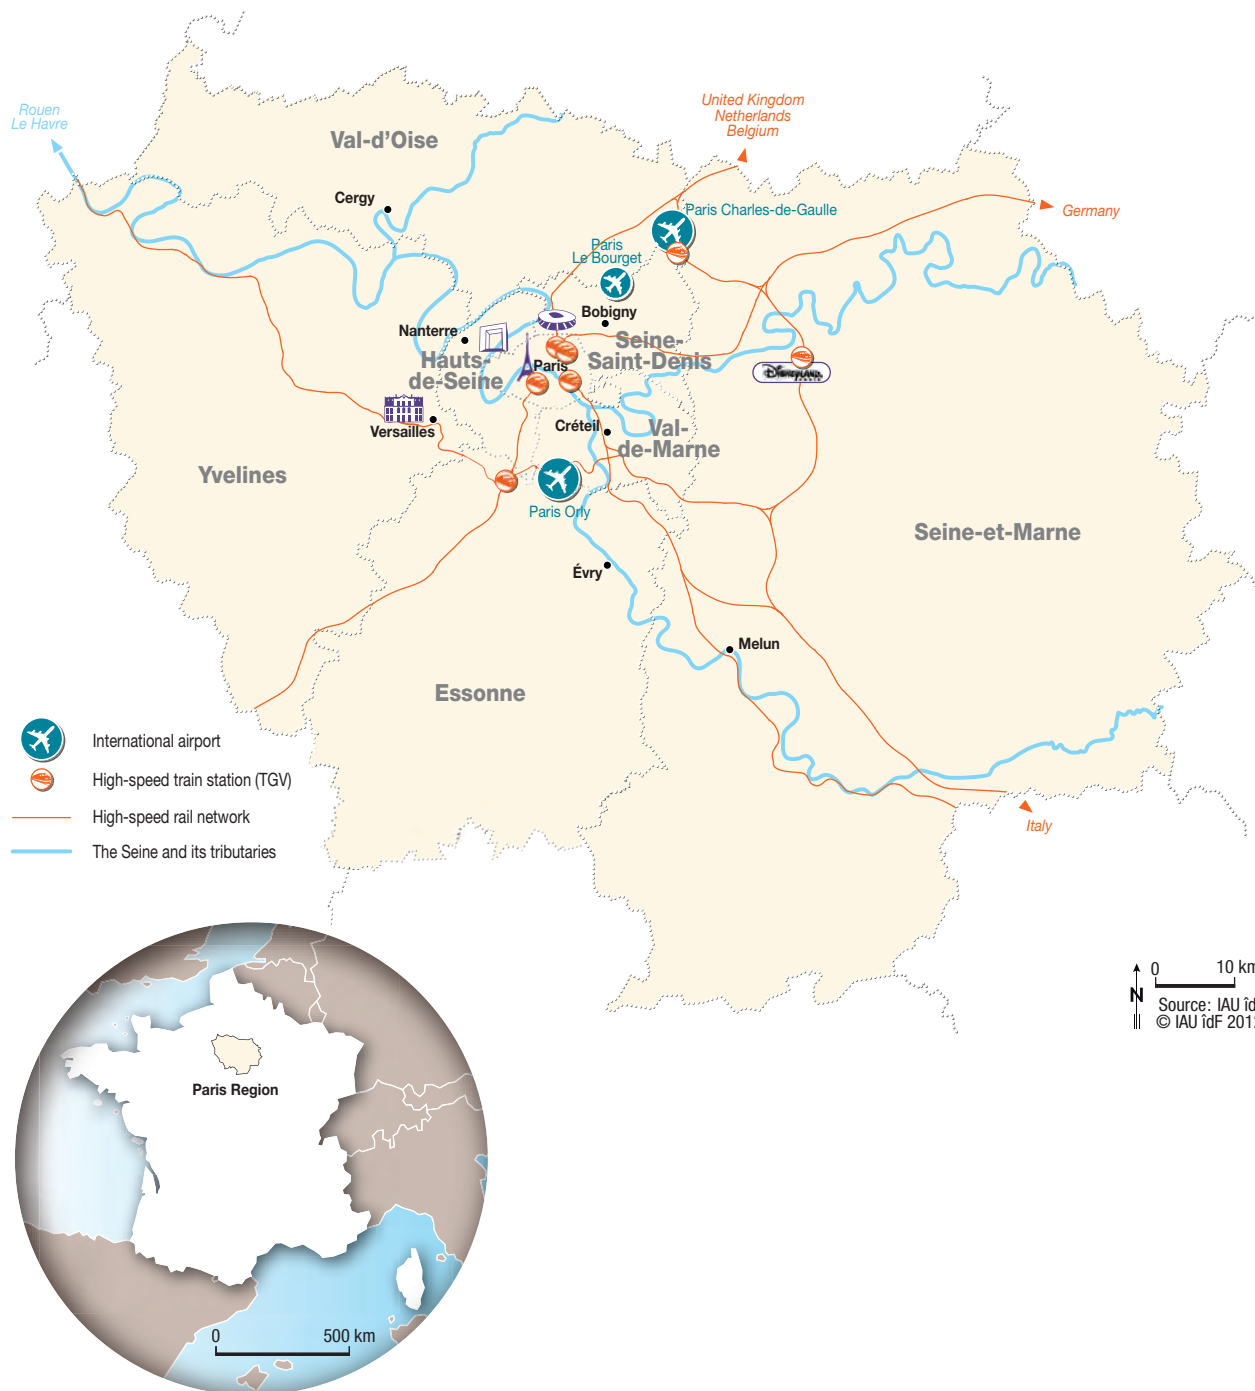 Rouen
Le Havre
United Kingdom
Netherlands
Belgium
Val-d'Oise
Cergy
Paris Charles-de-Gaulle
Germany
Paris
Le Bourget
Bobigny
Nanterre
Hauts-
de-Seine
Seine-
Saint-Denis
Paris
DISNEYLAND
PARIS
Versailles
Créteil
Val-
de-Marne
Yvelines
Paris Orly
Seine-et-Marne
Évry
Melun
Essonne
International airport
High-speed train station (TGV)
High-speed rail network
The Seine and its tributaries
Italy
Paris Region
0 500 km
0 10 km
N
Source: IAU îd
© IAU îdF 201